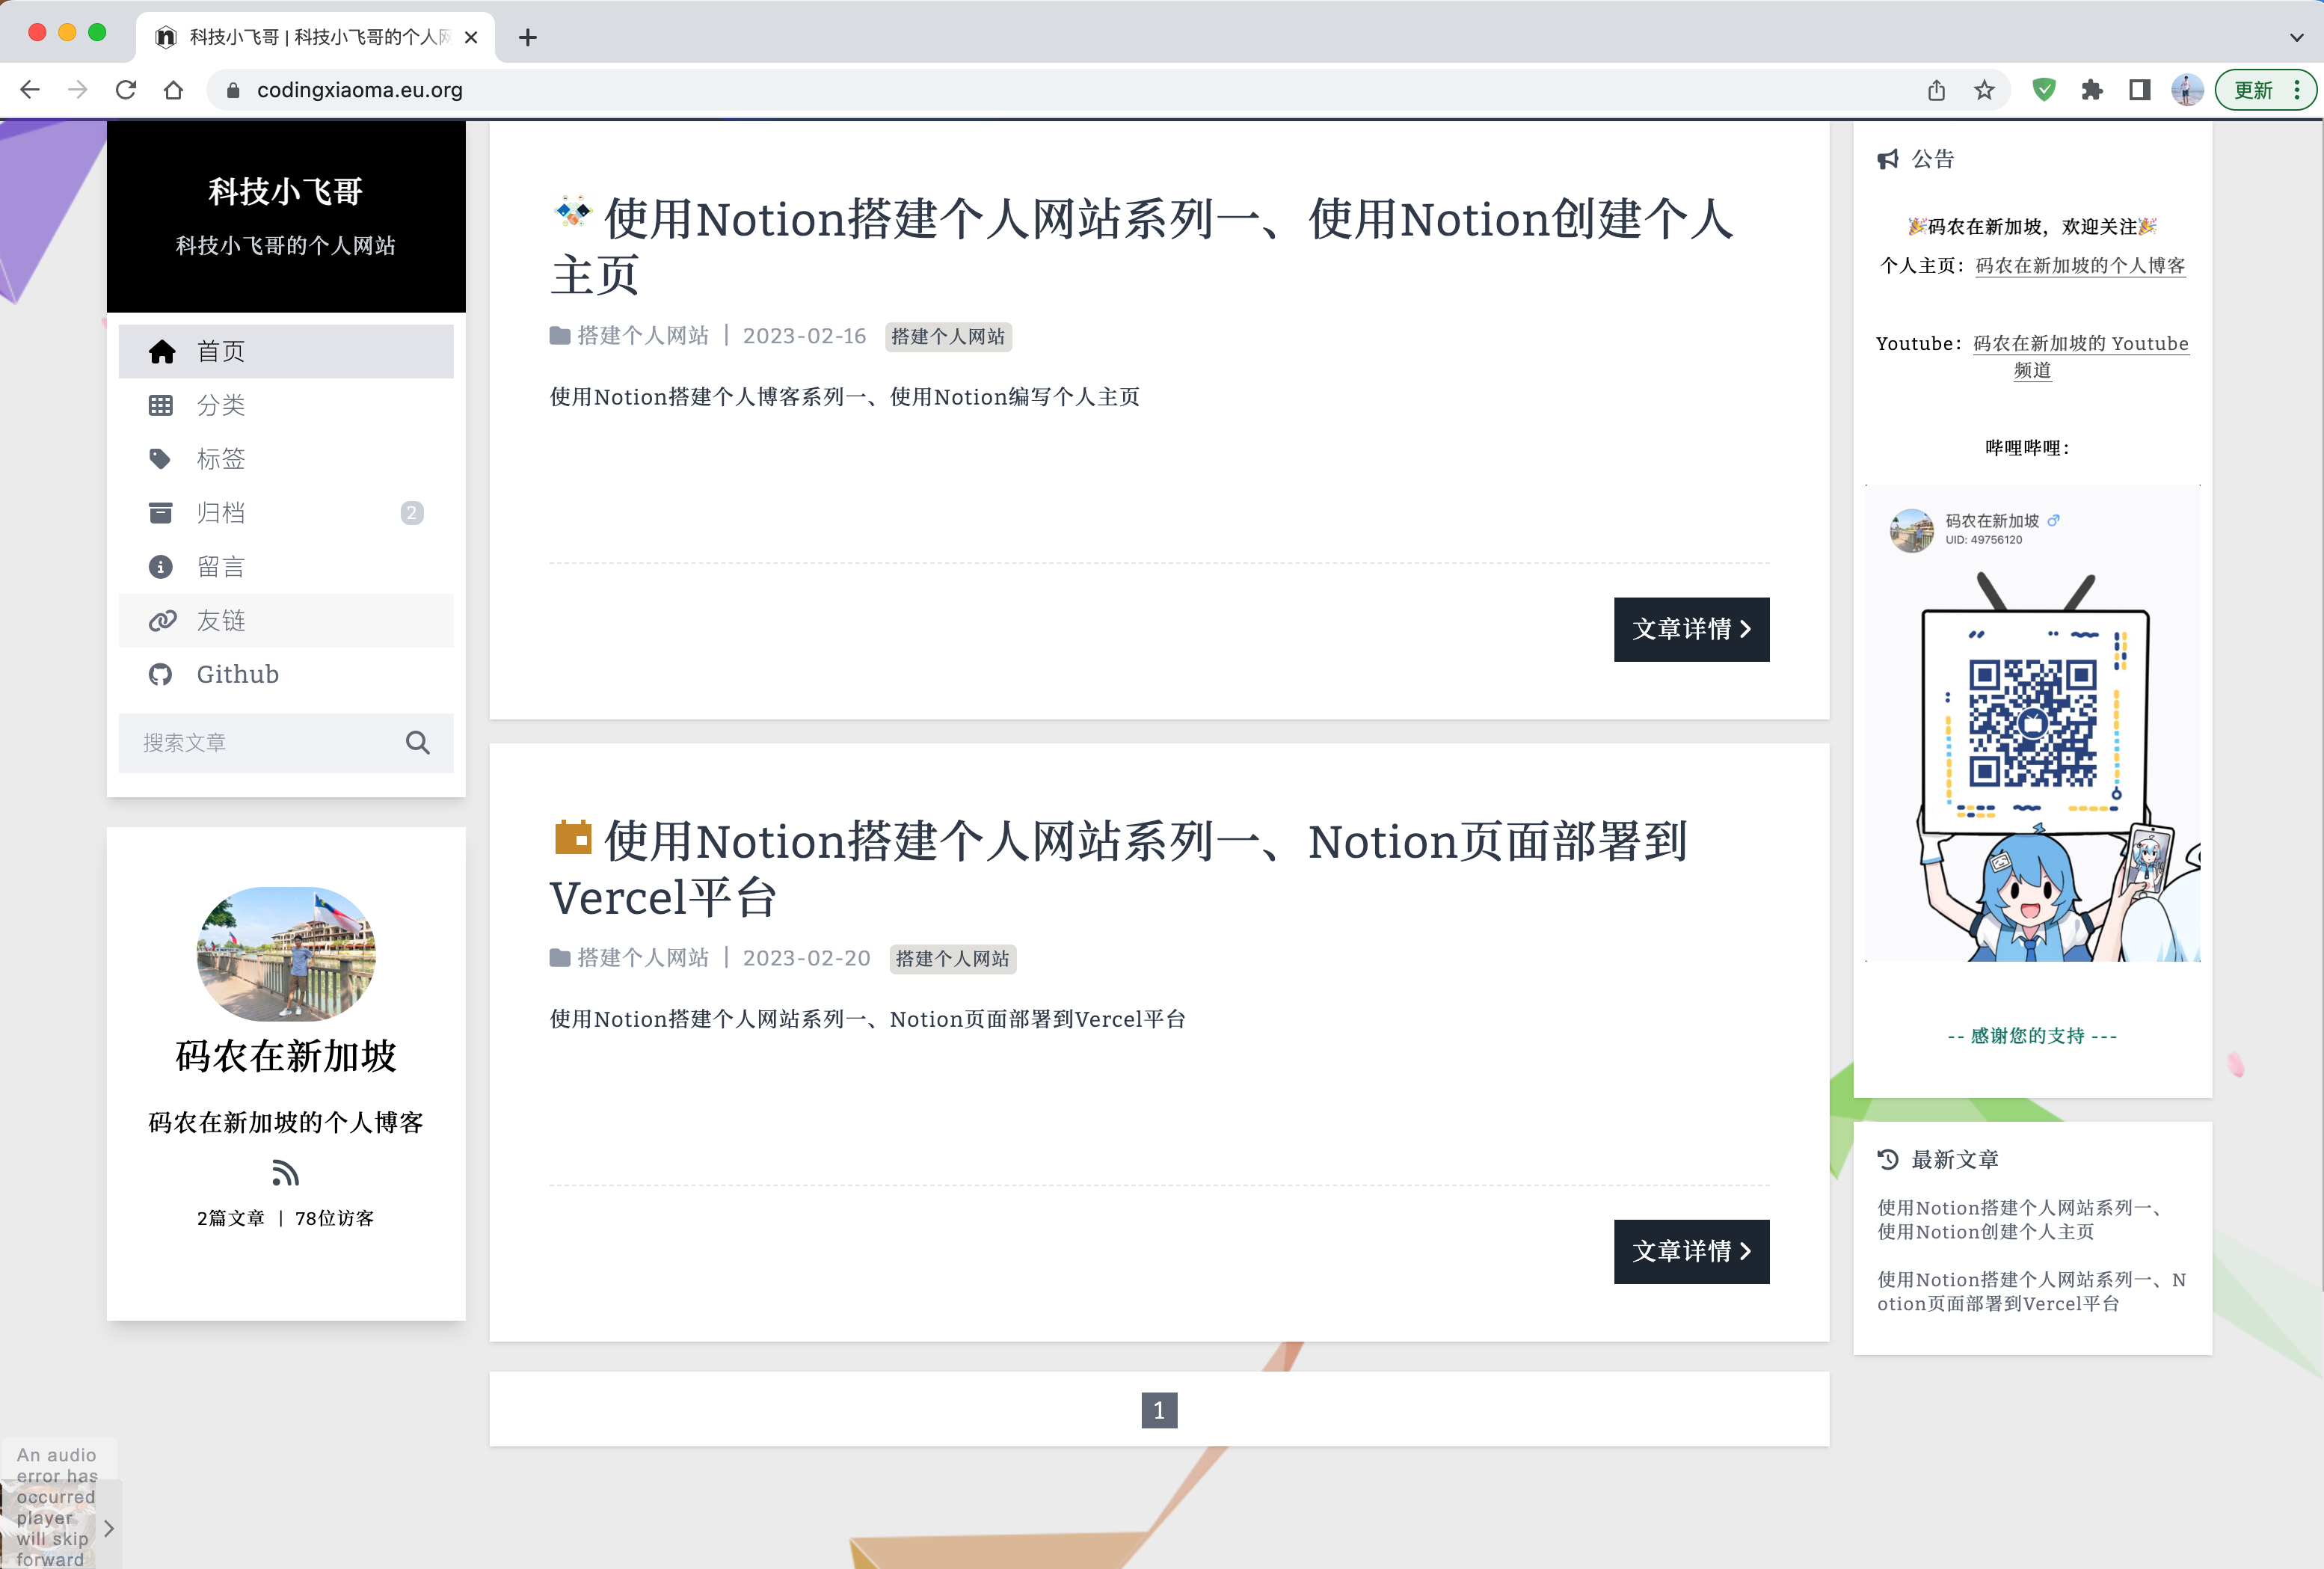 科技小飞哥 | 科技小飞哥的个人网
codingxiaoma.eu.org
更新
科技小飞哥
科技小飞哥的个人网站
首页
分类
标签
归档 2
留言
友链
Github
搜索文章
码农在新加坡
码农在新加坡的个人博客
2篇文章 | 78位访客
An audio
error has
occurred
player
will skip
forward
使用Notion搭建个人网站系列一、使用Notion创建个人
主页
搭建个人网站 | 2023-02-16 搭建个人网站
使用Notion搭建个人博客系列一、使用Notion编写个人主页
文章详情
使用Notion搭建个人网站系列一、Notion页面部署到
Vercel平台
搭建个人网站 | 2023-02-20 搭建个人网站
使用Notion搭建个人网站系列一、Notion页面部署到Vercel平台
文章详情
1
公告
🎉码农在新加坡，欢迎关注🎉
个人主页：码农在新加坡的个人博客
Youtube：码农在新加坡的 Youtube
频道
哔哩哔哩：
码农在新加坡
UID: 49756120
-- 感谢您的支持 ---
最新文章
使用Notion搭建个人网站系列一、
使用Notion创建个人主页
使用Notion搭建个人网站系列一、N
otion页面部署到Vercel平台